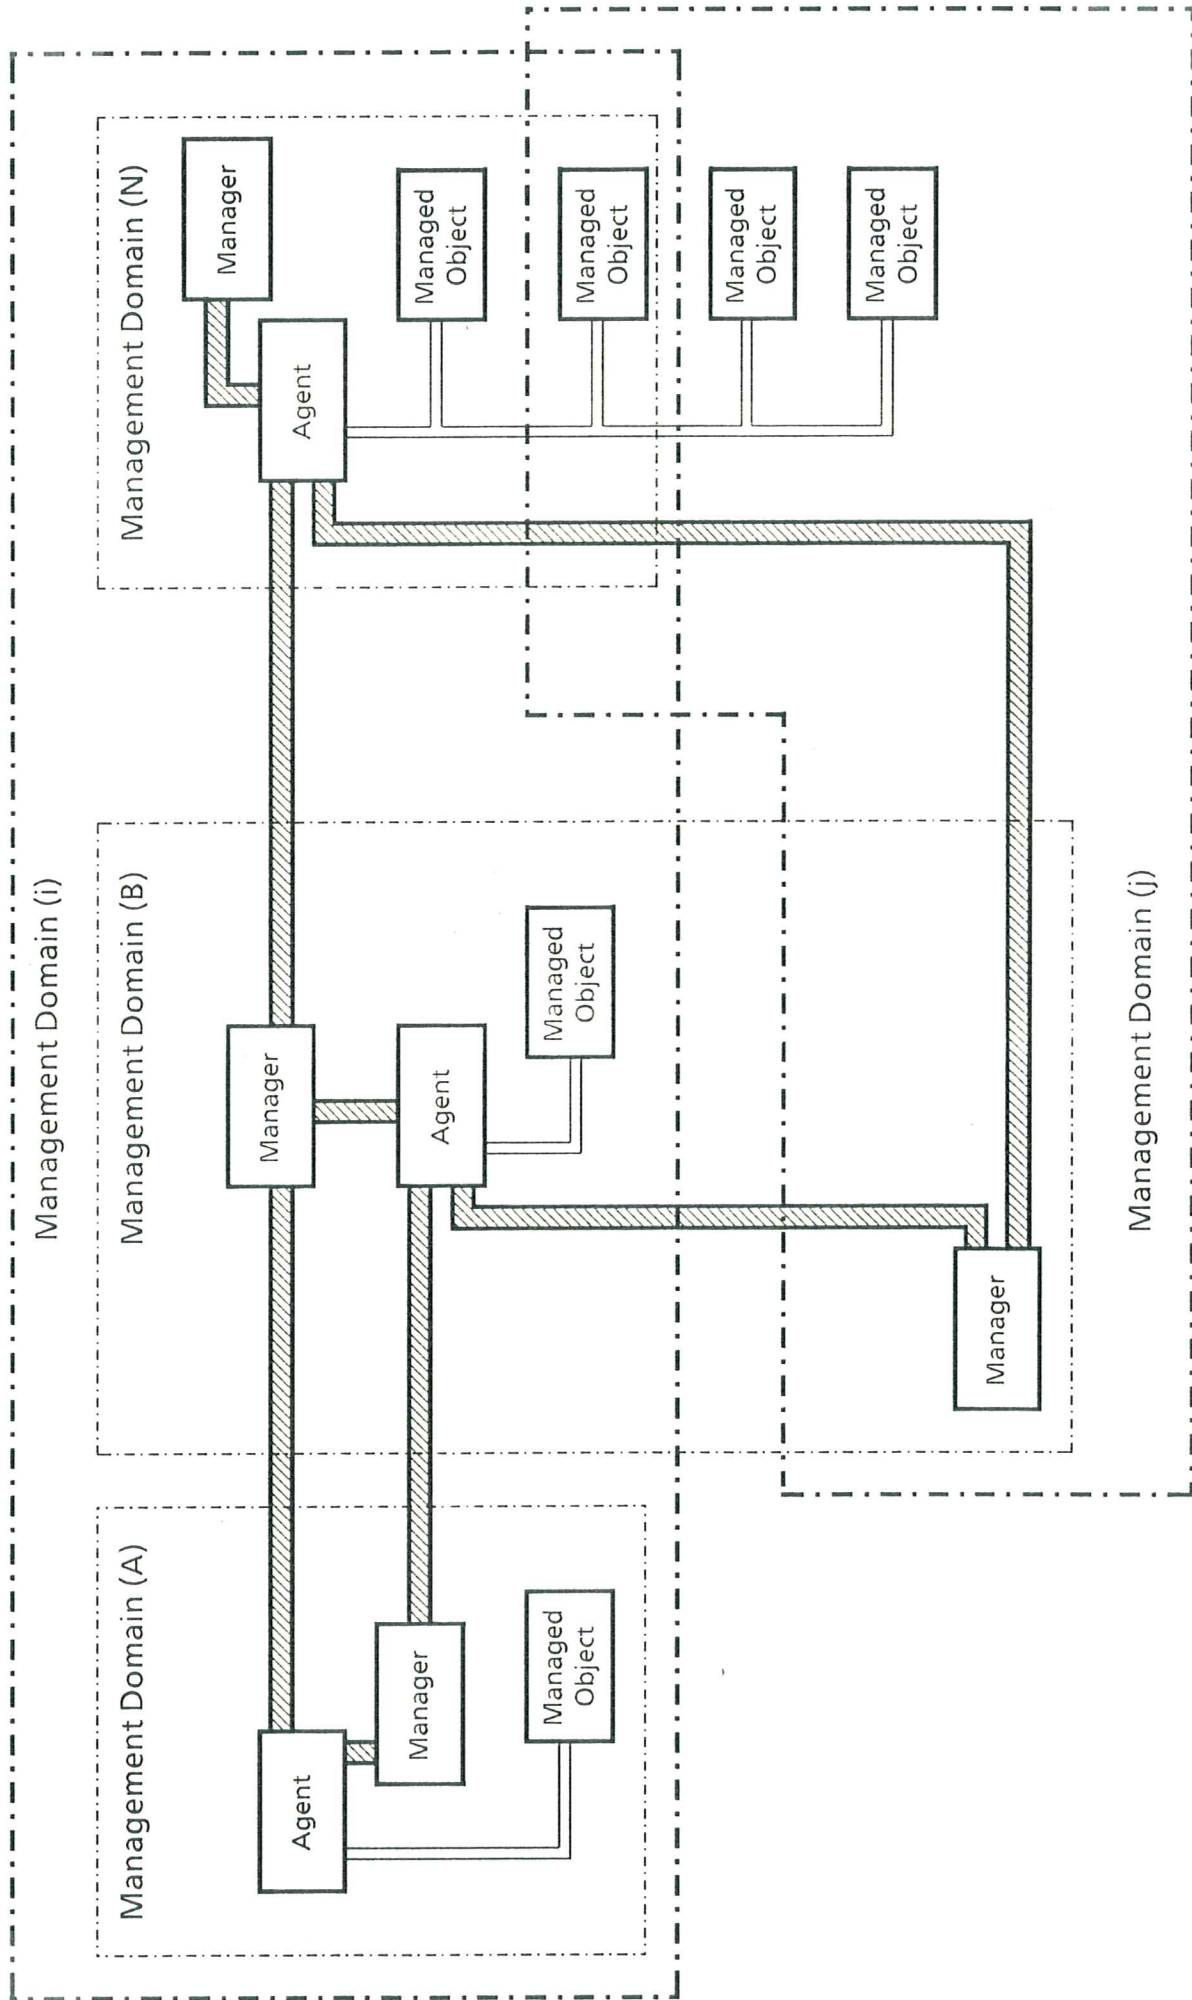 Management Domain (i)
Management Domain (A)
Management Domain (B)
Management Domain (N)
Manager
Manager
Agent
Agent
Manager
Agent
Managed
Object
Managed
Object
Managed
Object
Managed
Object
Managed
Object
Managed
Object
Manager
Management Domain (j)